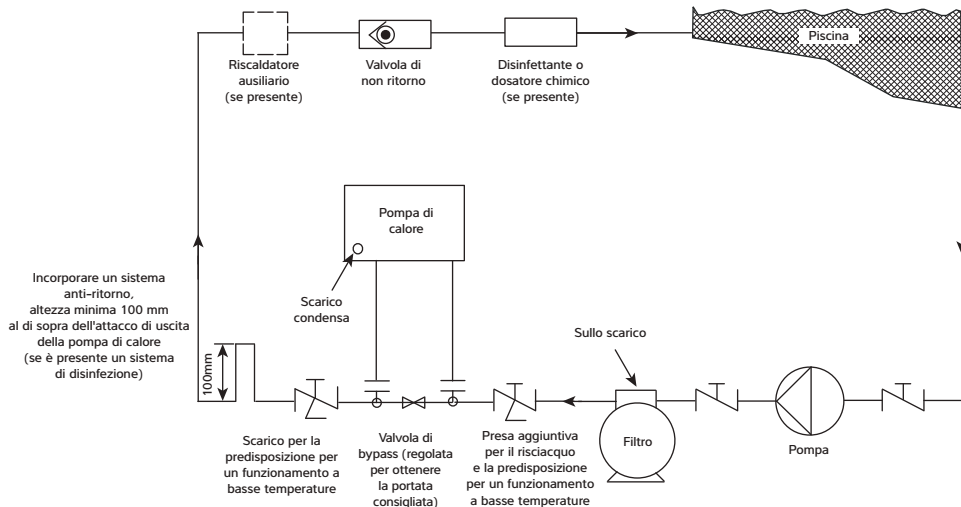 Piscina
Riscaldatore
ausiliario
(se presente)
Valvola di
non ritorno
Disinfettante o
dosatore chimico
(se presente)
Pompa di
calore
Scarico
condensa
Incorporare un sistema
anti-ritorno,
altezza minima 100 mm
al di sopra dell'attacco di uscita
della pompa di calore
(se è presente un sistema
di disinfezione)
100mm
Sullo scarico
Scarico per la
predisposizione per
un funzionamento a
basse temperature
Valvola di
bypass (regolata
per ottenere
la portata
consigliata)
Presa aggiuntiva
per il risciacquo
e la predisposizione
per un funzionamento
a basse temperature
Filtro
Pompa